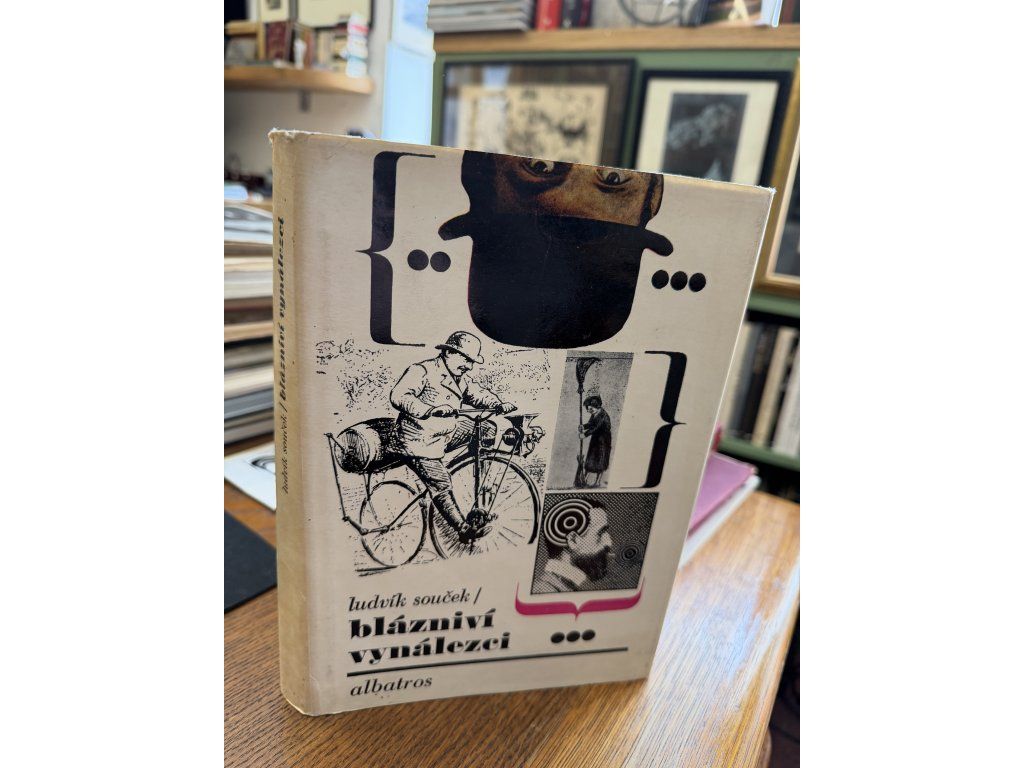 ludvík souček / blázniví vynálezci
ludvík souček /
blázniví
vynálezci
albatros